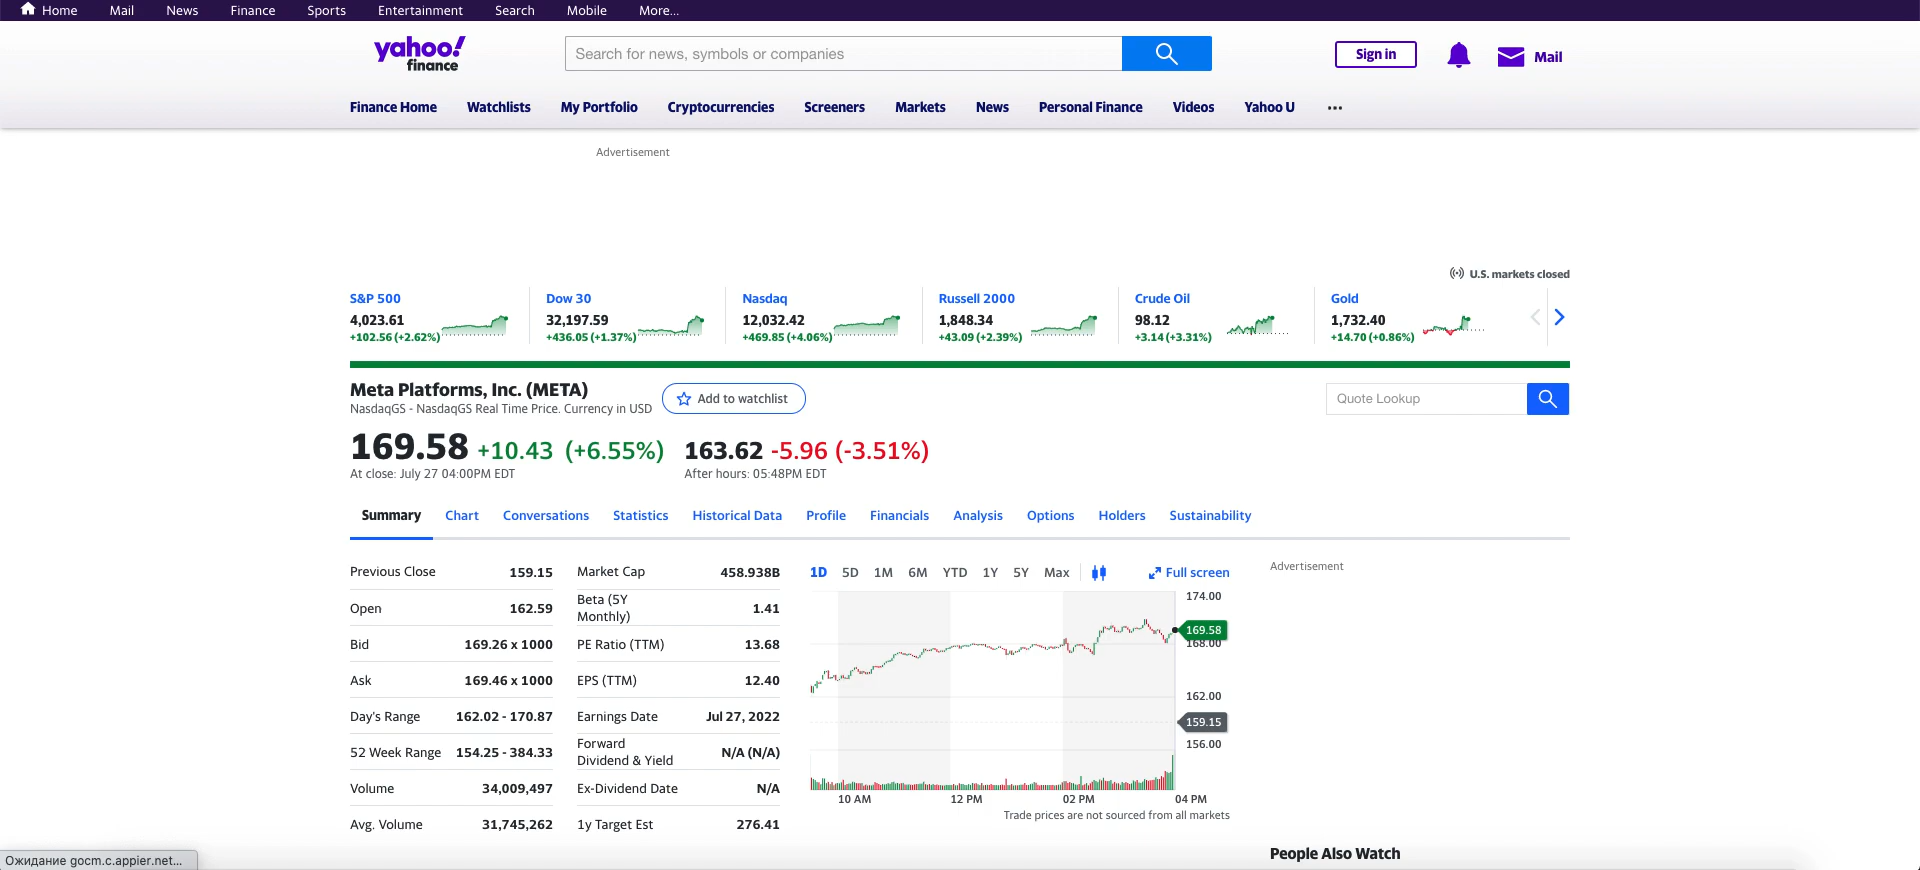 Home Mail News Finance Sports Entertainment Search Mobile More...
yahoo! finance
Search for news, symbols or companies
Sign in
Mail
Finance Home Watchlists My Portfolio Cryptocurrencies Screeners Markets News Personal Finance Videos Yahoo U ...
Advertisement
U.S. markets closed
S&P 500
4,023.61
+102.56 (+2.62%)
Dow 30
32,197.59
+436.05 (+1.37%)
Nasdaq
12,032.42
+469.85 (+4.06%)
Russell 2000
1,848.34
+43.09 (+2.39%)
Crude Oil
98.12
+3.14 (+3.31%)
Gold
1,732.40
+14.70 (+0.86%)
Meta Platforms, Inc. (META)
NasdaqGS - NasdaqGS Real Time Price. Currency in USD
Add to watchlist
Quote Lookup
169.58 +10.43 (+6.55%)
At close: July 27 04:00PM EDT
163.62 -5.96 (-3.51%)
After hours: 05:48PM EDT
Summary Chart Conversations Statistics Historical Data Profile Financials Analysis Options Holders Sustainability
Previous Close 159.15
Open 162.59
Bid 169.26 x 1000
Ask 169.46 x 1000
Day's Range 162.02 - 170.87
52 Week Range 154.25 - 384.33
Volume 34,009,497
Avg. Volume 31,745,262
Market Cap 458.938B
Beta (5Y
Monthly) 1.41
PE Ratio (TTM) 13.68
EPS (TTM) 12.40
Earnings Date Jul 27, 2022
Forward
Dividend & Yield N/A (N/A)
Ex-Dividend Date N/A
1y Target Est 276.41
1D 5D 1M 6M YTD 1Y 5Y Max
Full screen
174.00
169.58
168.00
162.00
159.15
156.00
10 AM 12 PM 02 PM 04 PM
Trade prices are not sourced from all markets
Advertisement
People Also Watch
Ожидание gocm.c.appier.net...